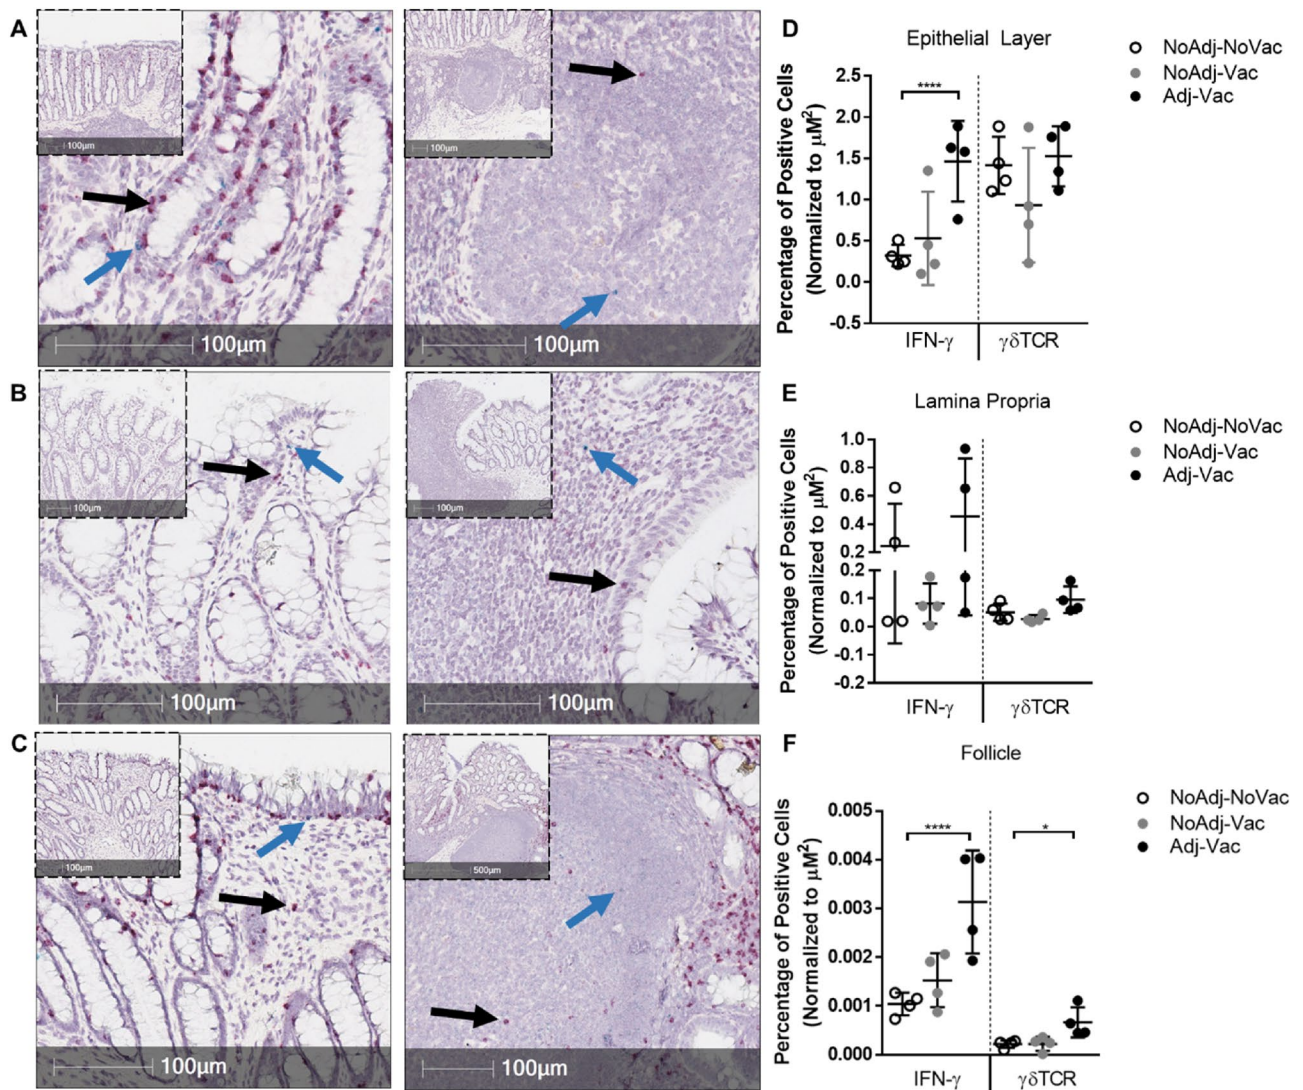 A
100µm
100µm
100µm
100µm
B
100µm
100µm
100µm
100µm
C
100µm
500µm
100µm
100µm
D
Epithelial Layer
NoAdj-NoVac
NoAdj-Vac
Adj-Vac
Percentage of Positive Cells
(Normalized to µM²)
2.5
2.0
1.5
1.0
0.5
0.0
-0.5
****
IFN-γ
γδTCR
E
Lamina Propria
NoAdj-NoVac
NoAdj-Vac
Adj-Vac
Percentage of Positive Cells
(Normalized to µM²)
1.0
0.8
0.6
0.4
0.2
0.2
0.1
0.0
-0.1
-0.2
IFN-γ
γδTCR
F
Follicle
NoAdj-NoVac
NoAdj-Vac
Adj-Vac
Percentage of Positive Cells
(Normalized to µM²)
0.005
0.004
0.003
0.002
0.001
0.000
****
*
IFN-γ
γδTCR